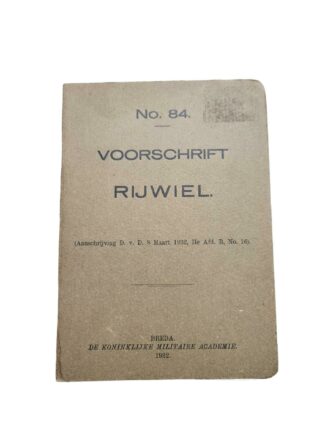 No. 84.
VOORSCHRIFT
RIJWIEL.
(Aanschrijving D. v. D. 8 Maart 1932, IIe Afd. B, No. 16).
BREDA.
DE KONINKLIJKE MILITAIRE ACADEMIE.
1932.